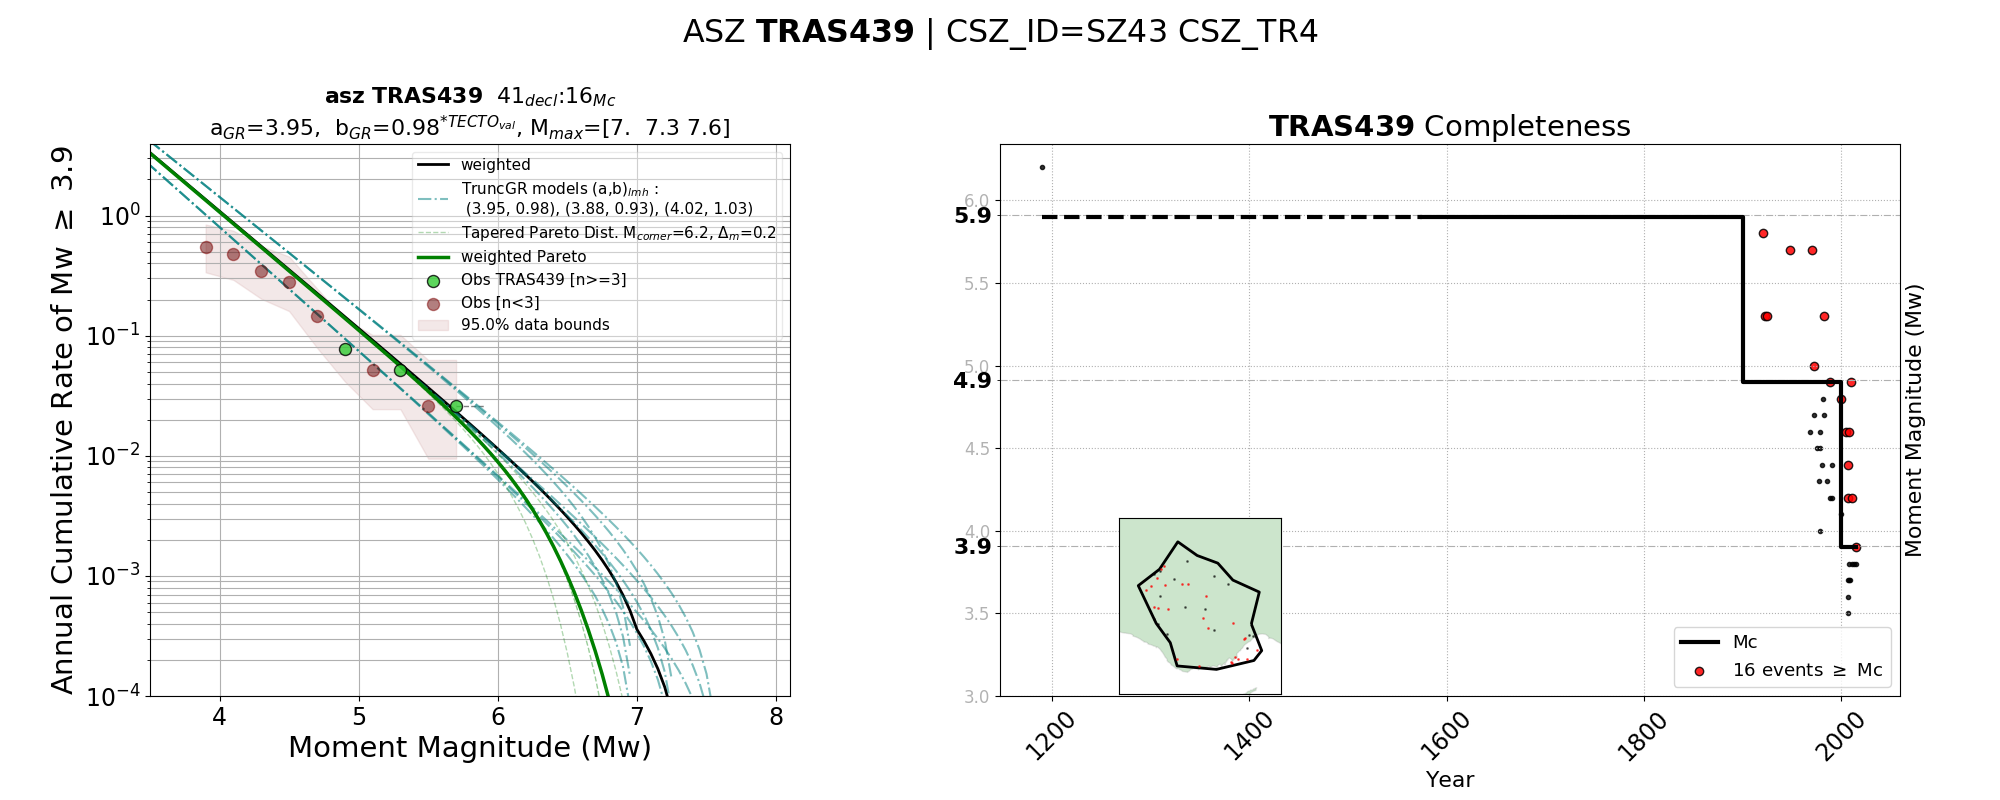 ASZ TRAS439 | CSZ_ID=SZ43 CSZ_TR4
asz TRAS439 41decl:16Mc
aGR=3.95, bGR=0.98*TECTOval, Mmax=[7. 7.3 7.6]
Annual Cumulative Rate of Mw ≥ 3.9
10^0
10^-1
10^-2
10^-3
10^-4
4 5 6 7 8
Moment Magnitude (Mw)
weighted
TruncGR models (a,b)lmh :
(3.95, 0.98), (3.88, 0.93), (4.02, 1.03)
Tapered Pareto Dist. Mcorner=6.2, Δm=0.2
weighted Pareto
Obs TRAS439 [n>=3]
Obs [n<3]
95.0% data bounds
TRAS439 Completeness
6.0
5.9
5.5
5.0
4.9
4.5
4.0
3.9
3.5
3.0
1200 1400 1600 1800 2000
Year
Moment Magnitude (Mw)
Mc
16 events ≥ Mc